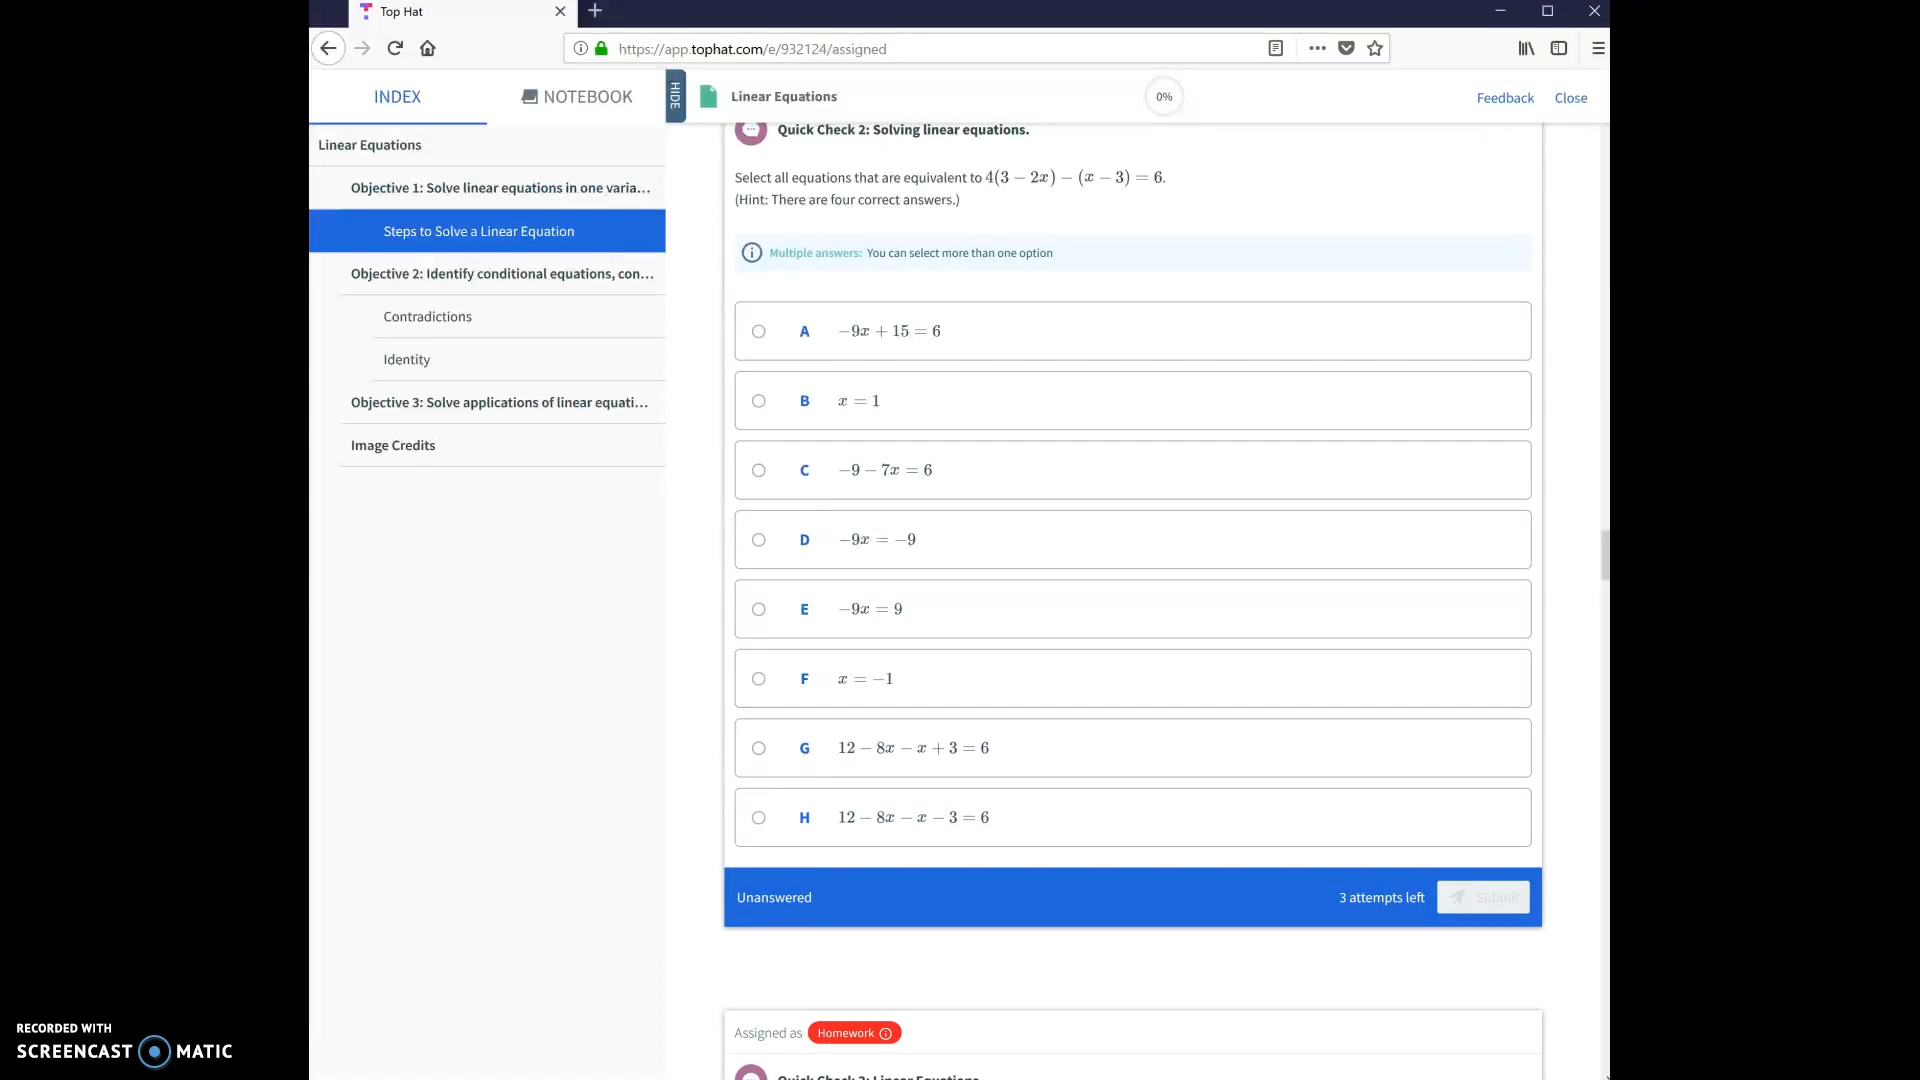 Top Hat
https://app.tophat.com/e/932124/assigned
INDEX
NOTEBOOK
HIDE
Linear Equations
0%
Feedback
Close
Linear Equations
Objective 1: Solve linear equations in one varia...
Steps to Solve a Linear Equation
Objective 2: Identify conditional equations, con...
Contradictions
Identity
Objective 3: Solve applications of linear equati...
Image Credits
Quick Check 2: Solving linear equations.
Select all equations that are equivalent to 4(3 − 2x) − (x − 3) = 6.
(Hint: There are four correct answers.)
Multiple answers: You can select more than one option
A −9x + 15 = 6
B x = 1
C −9 − 7x = 6
D −9x = −9
E −9x = 9
F x = −1
G 12 − 8x − x + 3 = 6
H 12 − 8x − x − 3 = 6
Unanswered
3 attempts left
Submit
Assigned as Homework
Quick Check 3: Linear Equations
RECORDED WITH
SCREENCAST MATIC